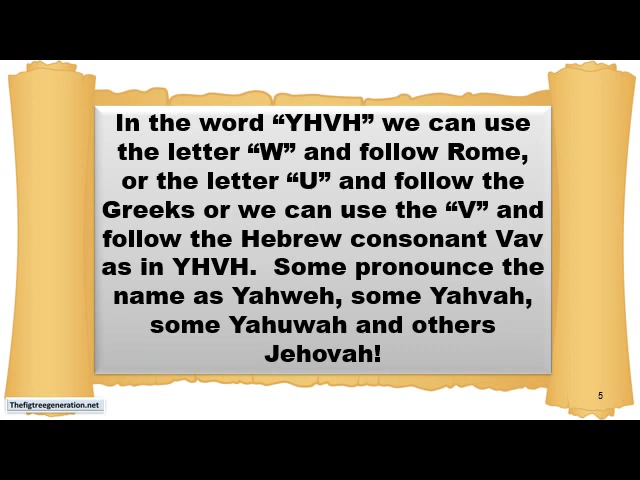 In the word “YHVH” we can use
the letter “W” and follow Rome,
or the letter “U” and follow the
Greeks or we can use the “V” and
follow the Hebrew consonant Vav
as in YHVH.  Some pronounce the
name as Yahweh, some Yahvah,
some Yahuwah and others
Jehovah!
5
Thefigtreegeneration.net